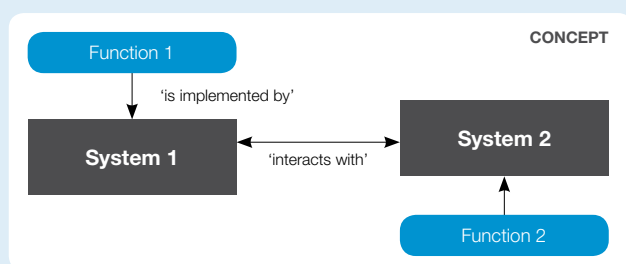 CONCEPT
Function 1
‘is implemented by’
System 1
‘interacts with’
System 2
Function 2